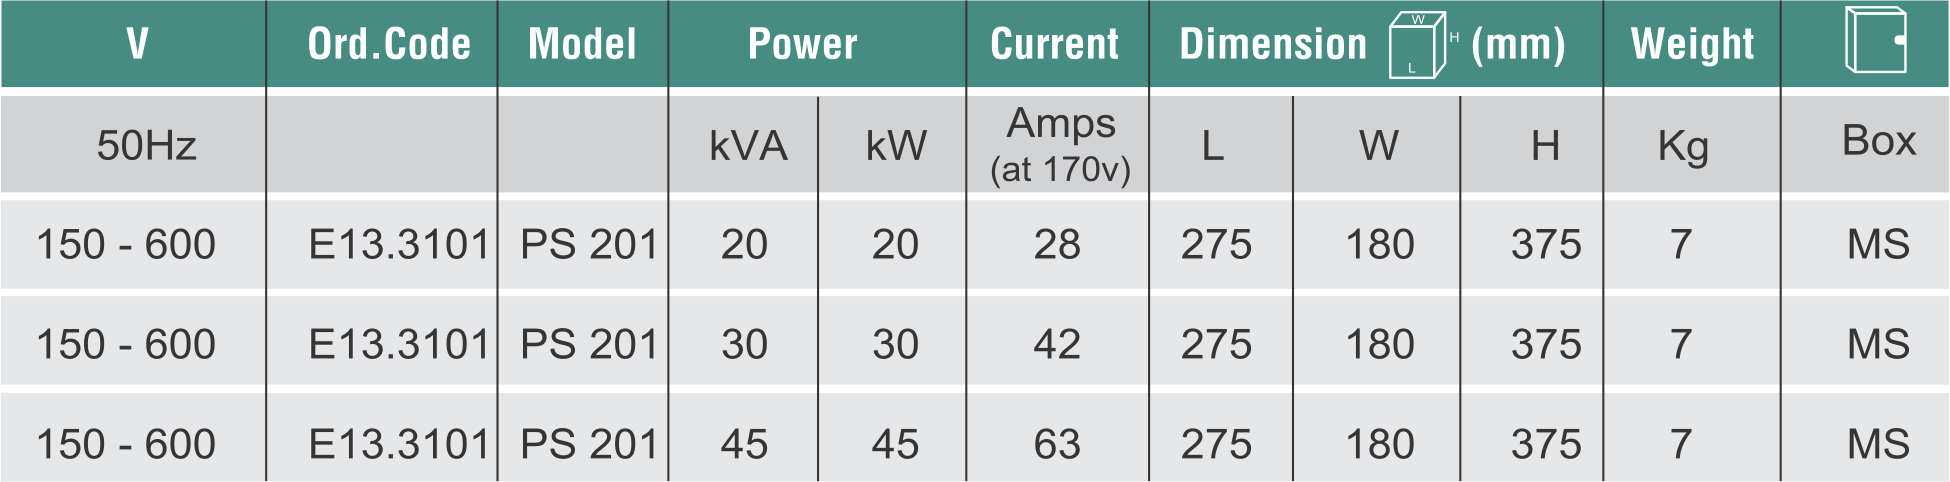 V Ord.Code Model Power Current Dimension W H L (mm) Weight
50Hz kVA kW Amps (at 170v) L W H Kg Box
150 - 600 E13.3101 PS 201 20 20 28 275 180 375 7 MS
150 - 600 E13.3101 PS 201 30 30 42 275 180 375 7 MS
150 - 600 E13.3101 PS 201 45 45 63 275 180 375 7 MS